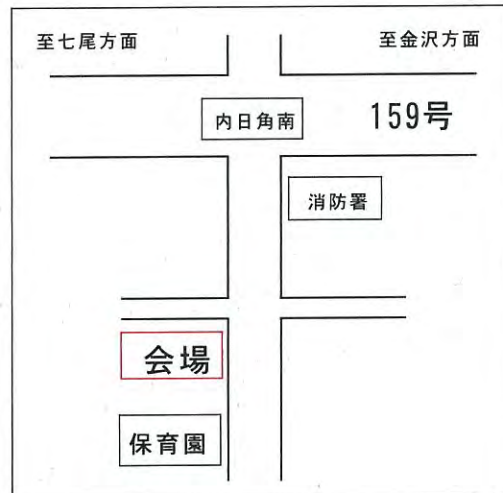 至七尾方面
至金沢方面
内日角南
159号
消防署
会場
保育園